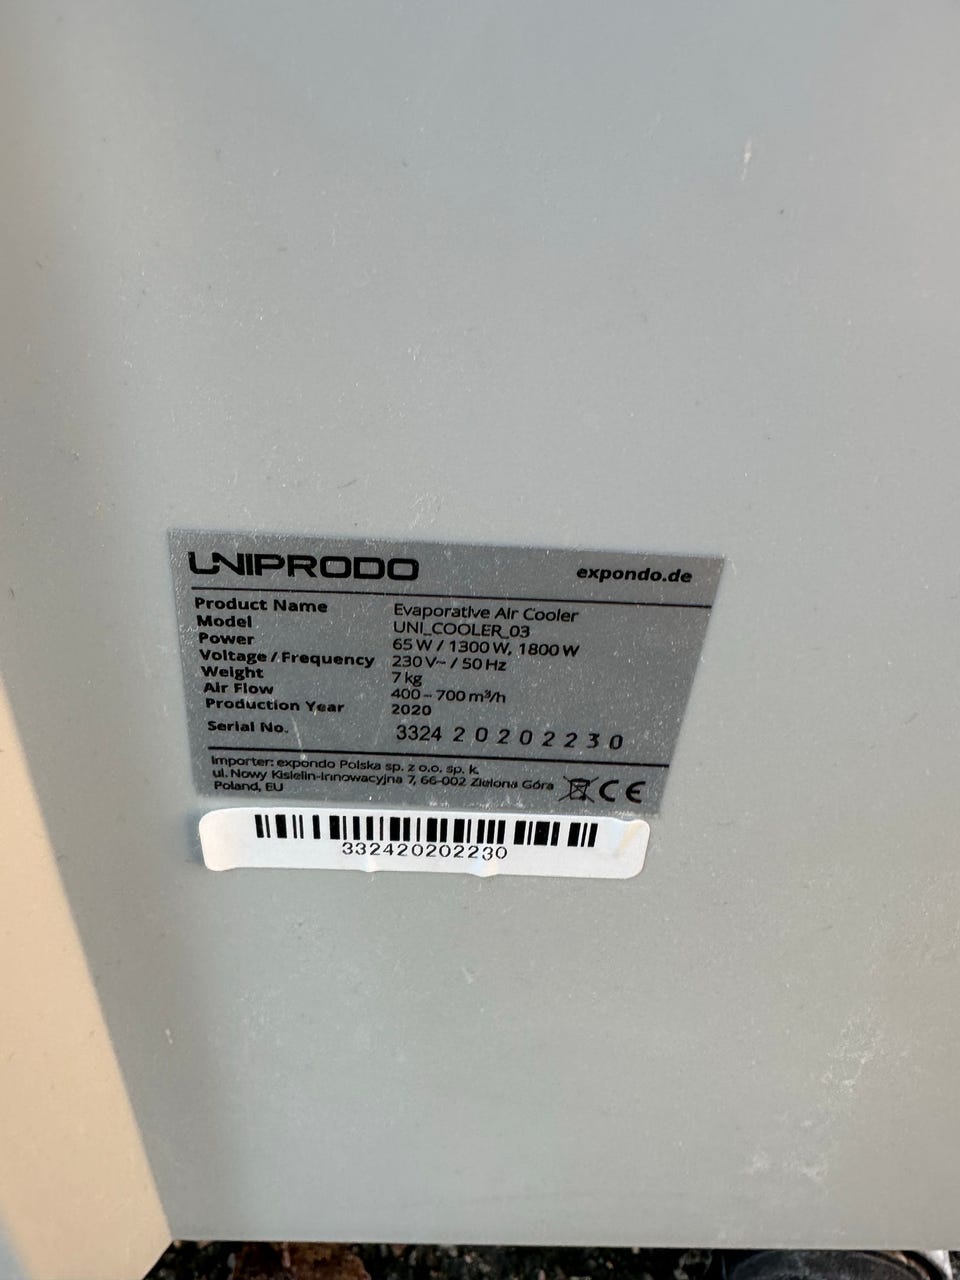 UNIPRODO expondo.de
Product Name Evaporative Air Cooler
Model UNI_COOLER_03
Power 65 W / 1300 W, 1800 W
Voltage / Frequency 230 V~ / 50 Hz
Weight 7 kg
Air Flow 400 – 700 m³/h
Production Year 2020
Serial No. 3324 20202230
Importer: expondo Polska sp. z o.o. sp. k.
ul. Nowy Kisielin-Innowacyjna 7, 66-002 Zielona Góra
Poland, EU CE
332420202230